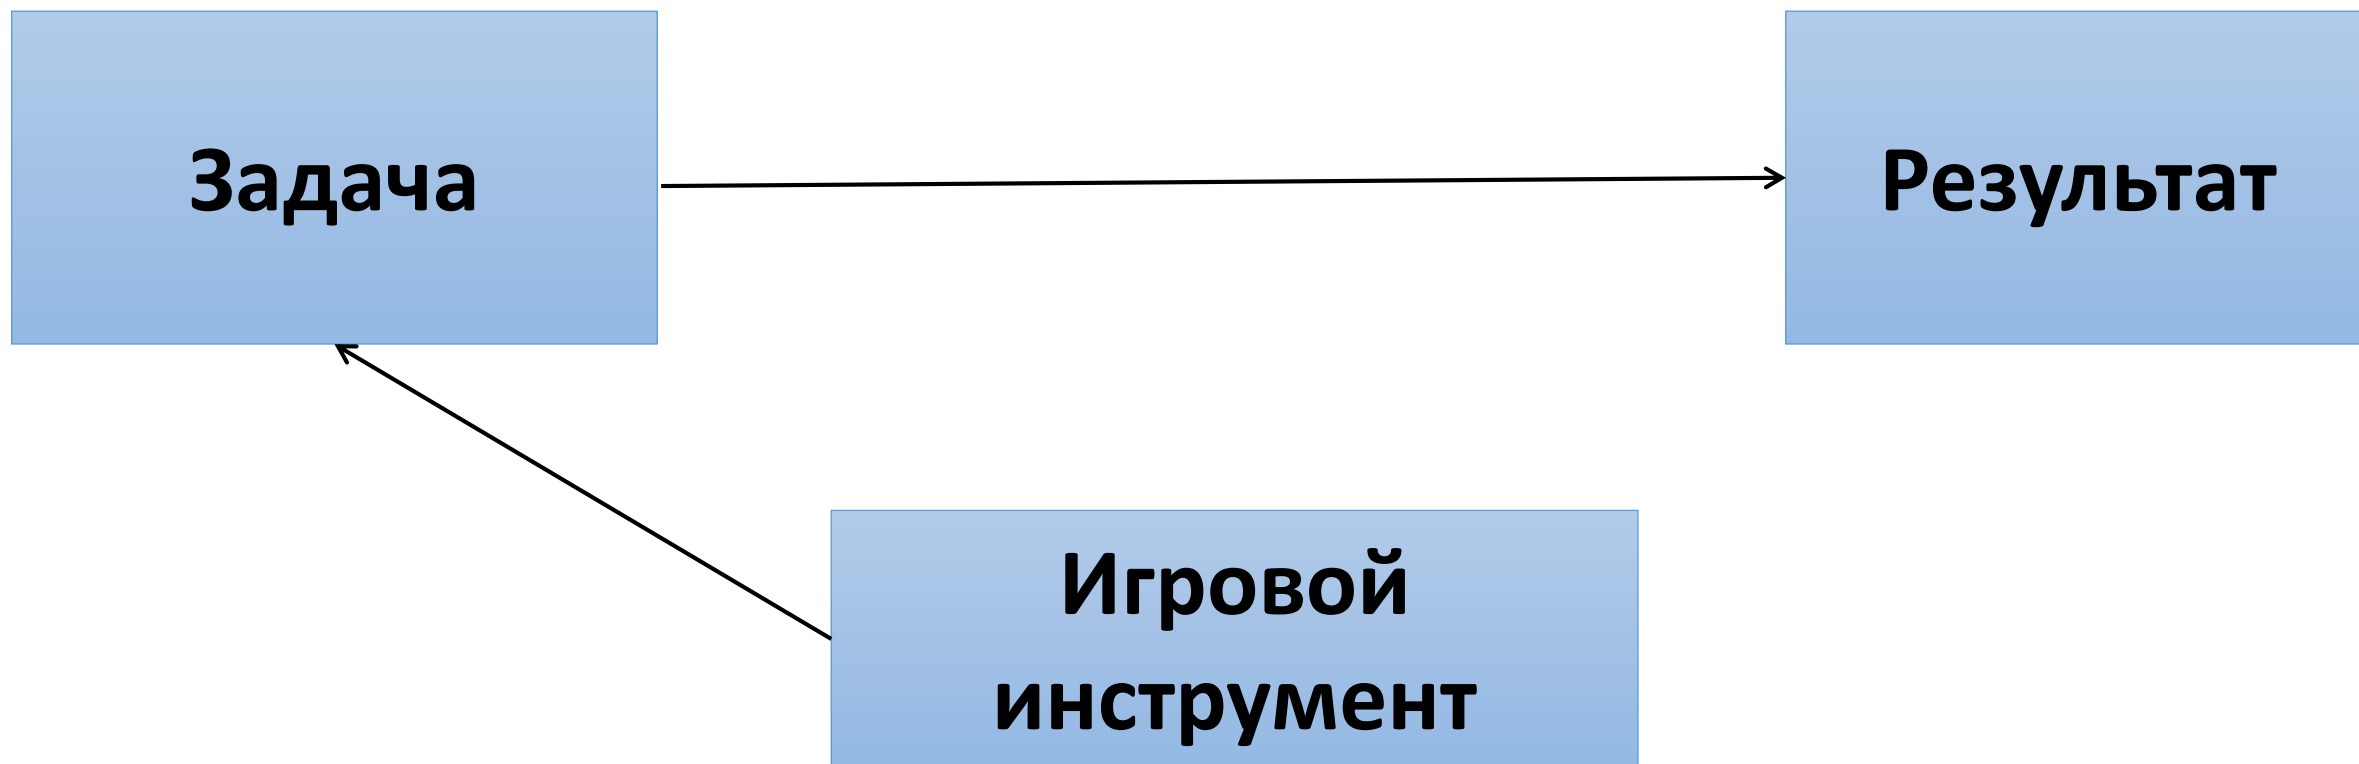 Задача
Результат
Игровой
инструмент